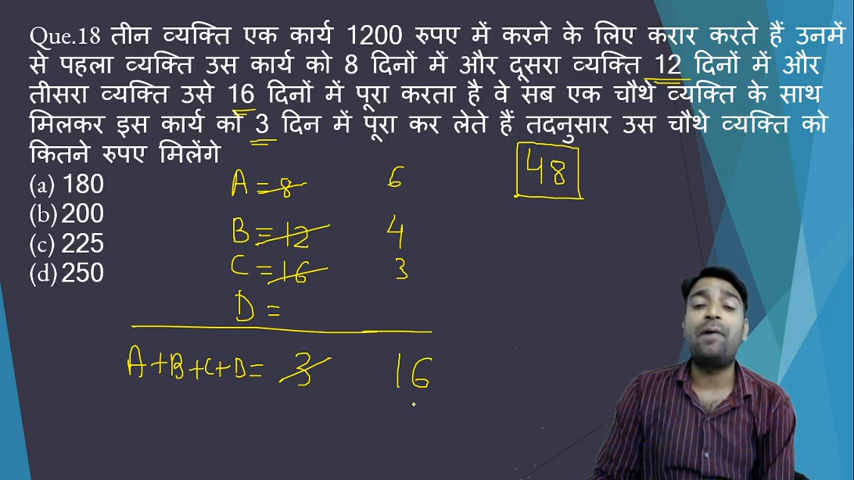 Que.18 तीन व्यक्ति एक कार्य 1200 रुपए में करने के लिए करार करते हैं उनमें
से पहला व्यक्ति उस कार्य को 8 दिनों में और दूसरा व्यक्ति 12 दिनों में और
तीसरा व्यक्ति उसे 16 दिनों में पूरा करता है वे सब एक चौथे व्यक्ति के साथ
मिलकर इस कार्य को 3 दिन में पूरा कर लेते हैं तदनुसार उस चौथे व्यक्ति को
कितने रुपए मिलेंगे
(a) 180
(b) 200
(c) 225
(d) 250
48
A = 8 6
B = 12 4
C = 16 3
D =
A+B+C+D = 3 16